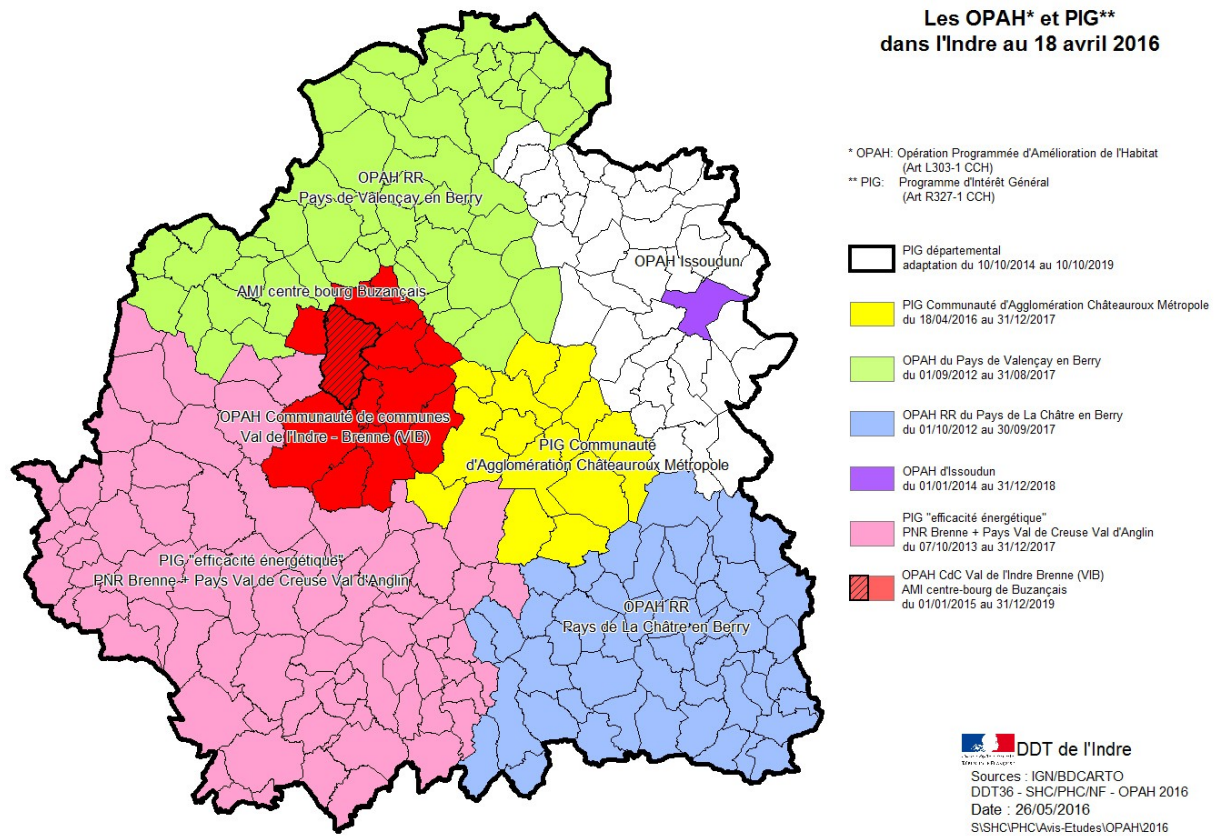 Les OPAH* et PIG**
dans l'Indre au 18 avril 2016
* OPAH: Opération Programmée d'Amélioration de l'Habitat
(Art L303-1 CCH)
** PIG: Programme d'Intérêt Général
(Art R327-1 CCH)
PIG départemental
adaptation du 10/10/2014 au 10/10/2019
PIG Communauté d'Agglomération Châteauroux Métropole
du 18/04/2016 au 31/12/2017
OPAH du Pays de Valençay en Berry
du 01/09/2012 au 31/08/2017
OPAH RR du Pays de La Châtre en Berry
du 01/10/2012 au 30/09/2017
OPAH d'Issoudun
du 01/01/2014 au 31/12/2018
PIG "efficacité énergétique"
PNR Brenne + Pays Val de Creuse Val d'Anglin
du 07/10/2013 au 31/12/2017
OPAH CdC Val de l'Indre Brenne (VIB)
AMI centre-bourg de Buzançais
du 01/01/2015 au 31/12/2019
OPAH RR
Pays de Valençay en Berry
OPAH Issoudun
AMI centre bourg Buzançais
OPAH Communauté de communes
Val de l'Indre - Brenne (VIB)
PIG Communauté
d'Agglomération Châteauroux Métropole
PIG "efficacité énergétique"
PNR Brenne + Pays Val de Creuse Val d'Anglin
OPAH RR
Pays de La Châtre en Berry
DDT de l'Indre
Sources : IGN/BDCARTO
DDT36 - SHC/PHC/NF - OPAH 2016
Date : 26/05/2016
S\SHC\PHC\Avis-Etudes\OPAH\2016